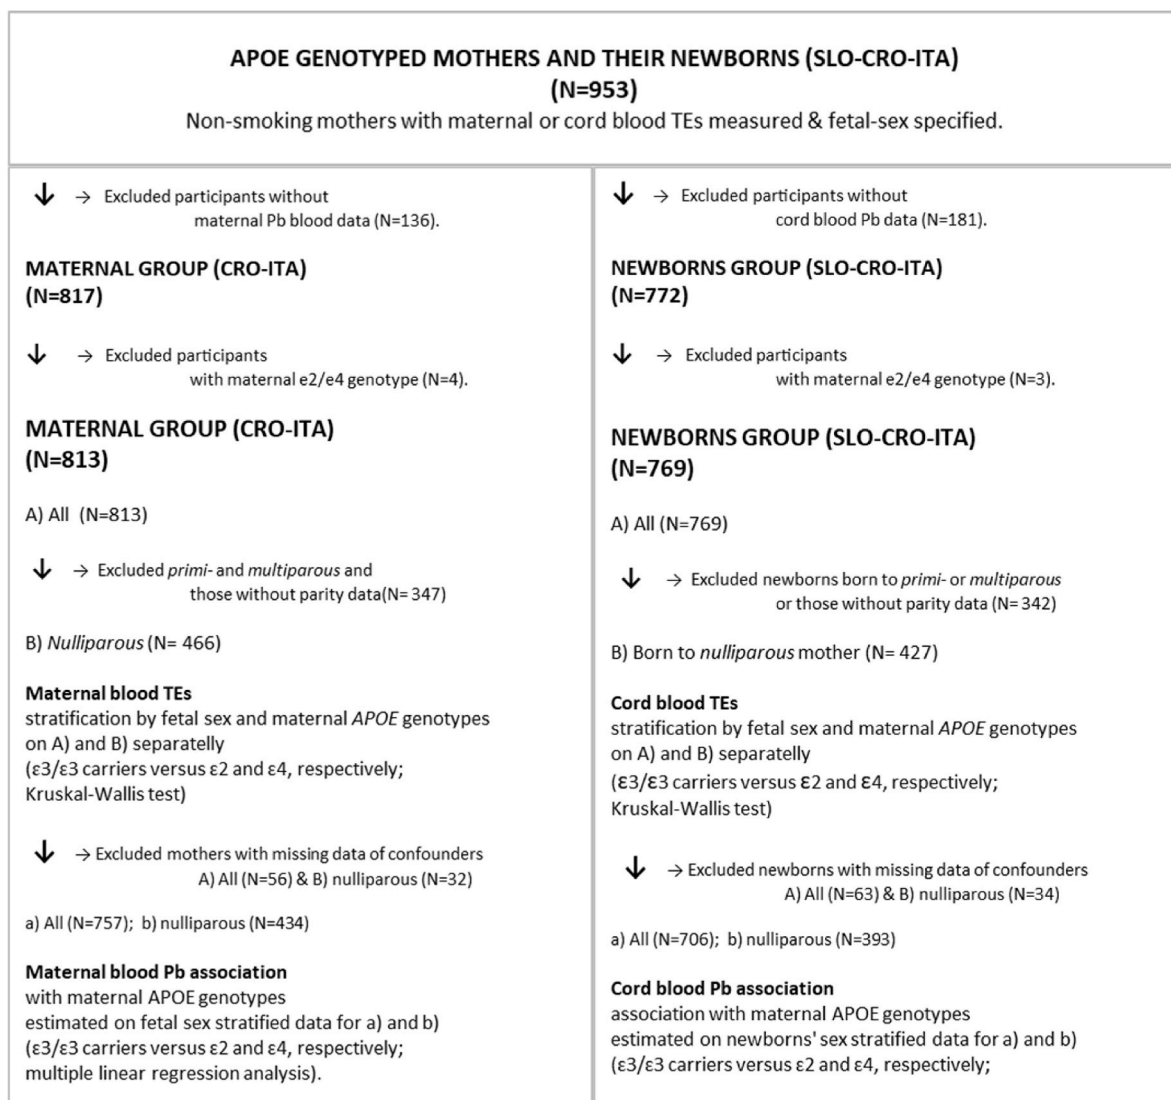 APOE GENOTYPED MOTHERS AND THEIR NEWBORNS (SLO-CRO-ITA)
(N=953)
Non-smoking mothers with maternal or cord blood TEs measured & fetal-sex specified.
↓ → Excluded participants without
maternal Pb blood data (N=136).
MATERNAL GROUP (CRO-ITA)
(N=817)
↓ → Excluded participants
with maternal e2/e4 genotype (N=4).
MATERNAL GROUP (CRO-ITA)
(N=813)
A) All (N=813)
↓ → Excluded primi- and multiparous and
those without parity data(N= 347)
B) Nulliparous (N= 466)
Maternal blood TEs
stratification by fetal sex and maternal APOE genotypes
on A) and B) separatelly
(ε3/ε3 carriers versus ε2 and ε4, respectively;
Kruskal-Wallis test)
↓ → Excluded mothers with missing data of confounders
A) All (N=56) & B) nulliparous (N=32)
a) All (N=757); b) nulliparous (N=434)
Maternal blood Pb association
with maternal APOE genotypes
estimated on fetal sex stratified data for a) and b)
(ε3/ε3 carriers versus ε2 and ε4, respectively;
multiple linear regression analysis).
↓ → Excluded participants without
cord blood Pb data (N=181).
NEWBORNS GROUP (SLO-CRO-ITA)
(N=772)
↓ → Excluded participants
with maternal e2/e4 genotype (N=3).
NEWBORNS GROUP (SLO-CRO-ITA)
(N=769)
A) All (N=769)
↓ → Excluded newborns born to primi- or multiparous
or those without parity data (N= 342)
B) Born to nulliparous mother (N= 427)
Cord blood TEs
stratification by fetal sex and maternal APOE genotypes
on A) and B) separatelly
(ε3/ε3 carriers versus ε2 and ε4, respectively;
Kruskal-Wallis test)
↓ → Excluded newborns with missing data of confounders
A) All (N=63) & B) nulliparous (N=34)
a) All (N=706); b) nulliparous (N=393)
Cord blood Pb association
association with maternal APOE genotypes
estimated on newborns' sex stratified data for a) and b)
(ε3/ε3 carriers versus ε2 and ε4, respectively;